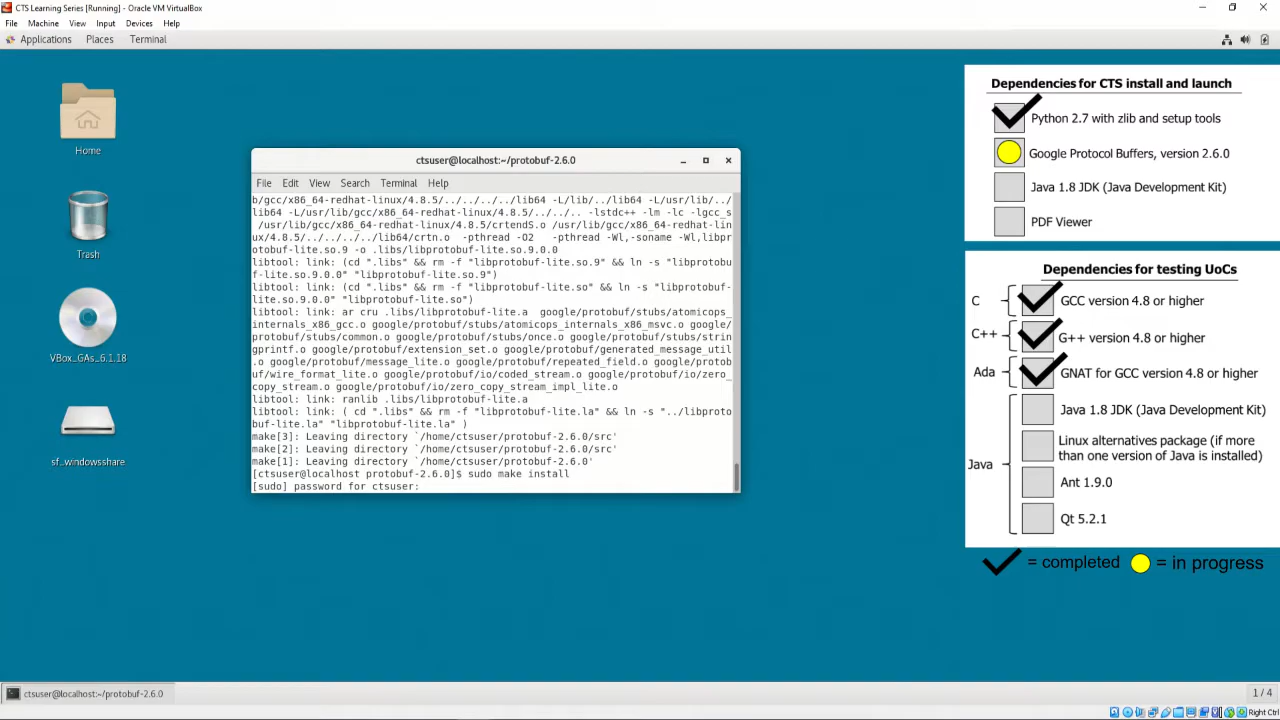 CTS Learning Series [Running] - Oracle VM VirtualBox
File Machine View Input Devices Help
Applications Places Terminal
Home
Trash
VBox_GAs_6.1.18
sf_windowsshare
ctsuser@localhost:~/protobuf-2.6.0
File Edit View Search Terminal Help
b/gcc/x86_64-redhat-linux/4.8.5/../../../../lib64 -L/lib/../lib64 -L/usr/lib/../
lib64 -L/usr/lib/gcc/x86_64-redhat-linux/4.8.5/../../.. -lstdc++ -lm -lc -lgcc_s
/usr/lib/gcc/x86_64-redhat-linux/4.8.5/crtendS.o /usr/lib/gcc/x86_64-redhat-lin
ux/4.8.5/../../../../lib64/crtn.o -pthread -O2 -pthread -Wl,-soname -Wl,libpr
otobuf-lite.so.9 -o .libs/libprotobuf-lite.so.9.0.0
libtool: link: (cd ".libs" && rm -f "libprotobuf-lite.so.9" && ln -s "libprotobu
f-lite.so.9.0.0" "libprotobuf-lite.so.9")
libtool: link: (cd ".libs" && rm -f "libprotobuf-lite.so" && ln -s "libprotobuf-
lite.so.9.0.0" "libprotobuf-lite.so")
libtool: link: ar cru .libs/libprotobuf-lite.a google/protobuf/stubs/atomicops_
internals_x86_gcc.o google/protobuf/stubs/atomicops_internals_x86_msvc.o google/
protobuf/stubs/common.o google/protobuf/stubs/once.o google/protobuf/stubs/strin
gprintf.o google/protobuf/extension_set.o google/protobuf/generated_message_util
.o google/protobuf/message_lite.o google/protobuf/repeated_field.o google/protob
uf/wire_format_lite.o google/protobuf/io/coded_stream.o google/protobuf/io/zero_
copy_stream.o google/protobuf/io/zero_copy_stream_impl_lite.o
libtool: link: ranlib .libs/libprotobuf-lite.a
libtool: link: ( cd ".libs" && rm -f "libprotobuf-lite.la" && ln -s "../libproto
buf-lite.la" "libprotobuf-lite.la" )
make[3]: Leaving directory `/home/ctsuser/protobuf-2.6.0/src'
make[2]: Leaving directory `/home/ctsuser/protobuf-2.6.0/src'
make[1]: Leaving directory `/home/ctsuser/protobuf-2.6.0'
[ctsuser@localhost protobuf-2.6.0]$ sudo make install
[sudo] password for ctsuser:
Dependencies for CTS install and launch
Python 2.7 with zlib and setup tools
Google Protocol Buffers, version 2.6.0
Java 1.8 JDK (Java Development Kit)
PDF Viewer
Dependencies for testing UoCs
C GCC version 4.8 or higher
C++ G++ version 4.8 or higher
Ada GNAT for GCC version 4.8 or higher
Java 1.8 JDK (Java Development Kit)
Linux alternatives package (if more
than one version of Java is installed)
Java
Ant 1.9.0
Qt 5.2.1
= completed = in progress
ctsuser@localhost:~/protobuf-2.6.0
1 / 4
Right Ctrl